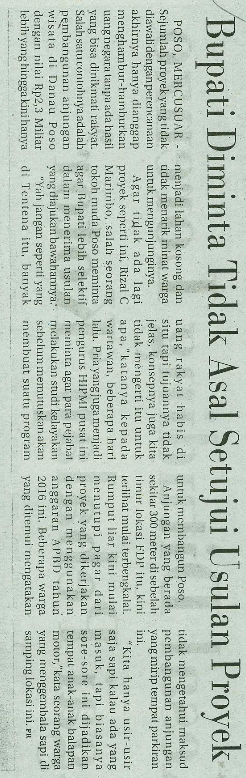 Bupati Diminta Tidak Asal Setujui Usulan Proyek
POSO, MERCUSUAR -
Sejumlah proyek yang tidak
diawali dengan perencanaan
akhirnya hanya dianggap
menghambur-hamburkan
uang negara tanpa ada hasil
yang bisa dinikmati rakyat.
Salah satu contohnya adalah
pembangunan anjungan
wisata di Danau Poso
dengan nilai Rp2,3 Miliar
lebih yang hingga kini hanya
menjadi lahan kosong dan
tidak menarik minat warga
untuk mengunjunginya.
Agar tidak ada lagi
proyek seperti ini, Rizal C
Marimbo, salah seorang
tokoh muda Poso meminta
agar Bupati lebih selektif
dalam menerima usulan
yang diajukan bawahannya.
"Yah jangan seperti yang
di Tentena itu, banyak
uang rakyat habis di
situ tapi tujuannya tidak
jelas, konsepnya juga kita
tidak mengerti itu untuk
apa," katanya kepada
wartawan, beberapa hari
lalu. Pria yang juga menjadi
pengurus HIPMI pusat ini
meminta agar para pejabat
melakukan studi kelayakan
sebelum memutuskan akan
membuat suatu program
untuk membangun Poso.
Anjungan yang berada
sekitar 300 meter di sebelah
timur lokasi FDP itu, kini
terlihat mulai terbengkalai.
Rumput liar kini mulai
menutupi pagar dari
proyek yang dikerjakan
dengan menggunakan
anggaran APBD tahun
2016 ini. Beberapa warga
yang ditemui mengatakan
tidak mengetahui maksud
pembangunan anjungan
yang mirip tempat parkiran
ini.
"Kita hanya usir-usir
saja sapi kalau ada yang
masuk, tapi biasanya
sore-sore ini dijadikan
tempat anak-anak balapan
motor," kata seorang warga
yang menggembala sapi di
samping lokasi ini.